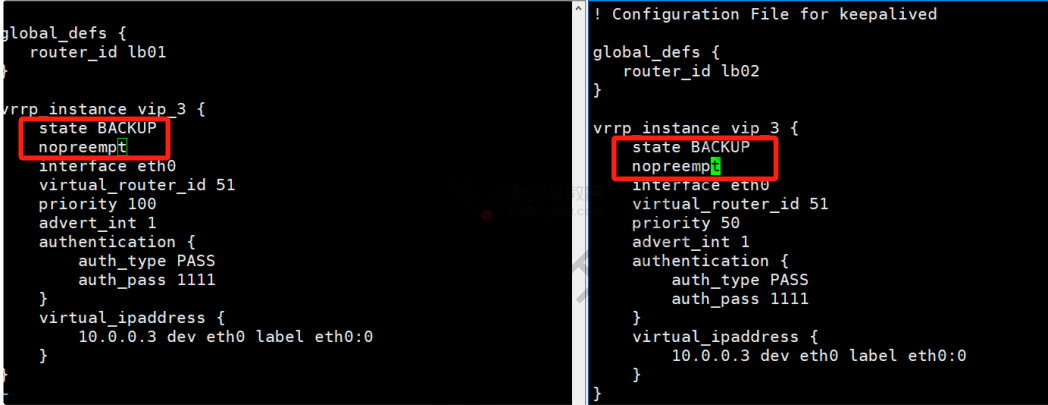 global_defs {
router_id lb01
}
vrrp_instance vip_3 {
state BACKUP
nopreempt
interface eth0
virtual_router_id 51
priority 100
advert_int 1
authentication {
auth_type PASS
auth_pass 1111
}
virtual_ipaddress {
10.0.0.3 dev eth0 label eth0:0
}
}
~
! Configuration File for keepalived
global_defs {
router_id lb02
}
vrrp_instance vip_3 {
state BACKUP
nopreempt
interface eth0
virtual_router_id 51
priority 50
advert_int 1
authentication {
auth_type PASS
auth_pass 1111
}
virtual_ipaddress {
10.0.0.3 dev eth0 label eth0:0
}
}